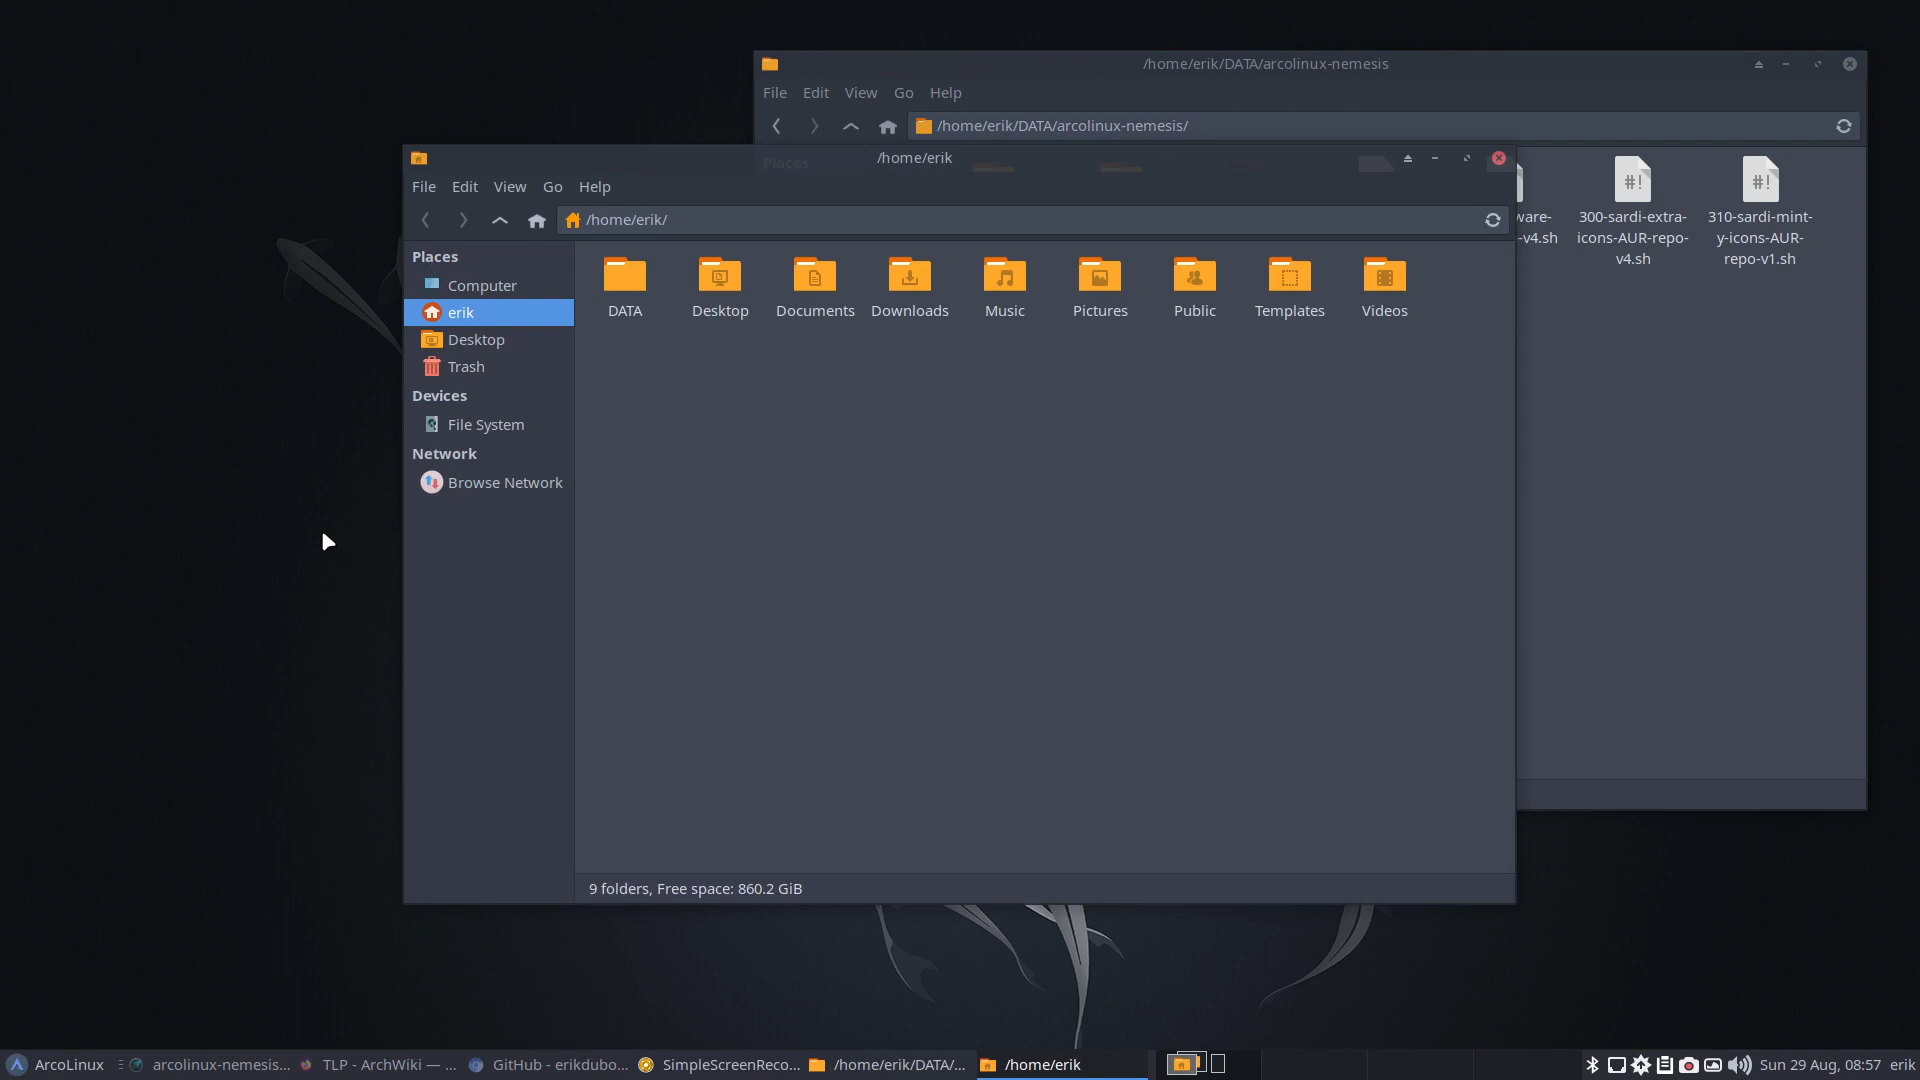 /home/erik/DATA/arcolinux-nemesis
File Edit View Go Help
/home/erik/DATA/arcolinux-nemesis/
Places
ware-
-v4.sh
300-sardi-extra-
icons-AUR-repo-
v4.sh
310-sardi-mint-
y-icons-AUR-
repo-v1.sh
#!
#!
/home/erik
File Edit View Go Help
/home/erik/
Places
Computer
erik
Desktop
Trash
Devices
File System
Network
Browse Network
DATA Desktop Documents Downloads Music Pictures Public Templates Videos
9 folders, Free space: 860.2 GiB
ArcoLinux arcolinux-nemesis... TLP - ArchWiki — ... GitHub - erikdubo... SimpleScreenReco... /home/erik/DATA/... /home/erik Sun 29 Aug, 08:57 erik